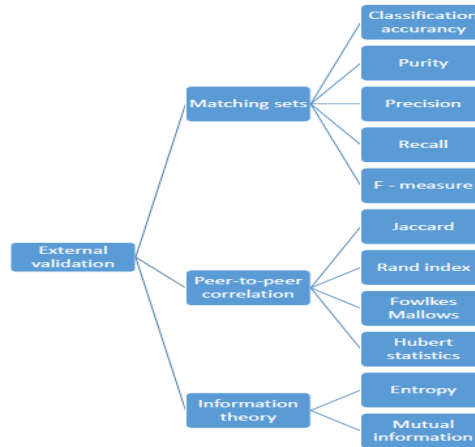 Classification
accurancy
Purity
Matching sets
Precision
Recall
F - measure
External
validation
Jaccard
Peer-to-peer
correlation
Rand index
Fowlkes
Mallows
Hubert
statistics
Information
theory
Entropy
Mutual
information